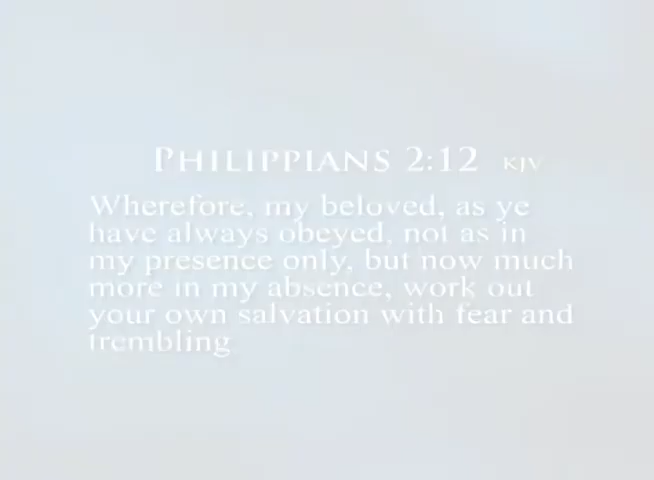 PHILIPPIANS 2:12 KJV
Wherefore, my beloved, as ye
have always obeyed, not as in
my presence only, but now much
more in my absence, work out
your own salvation with fear and
trembling